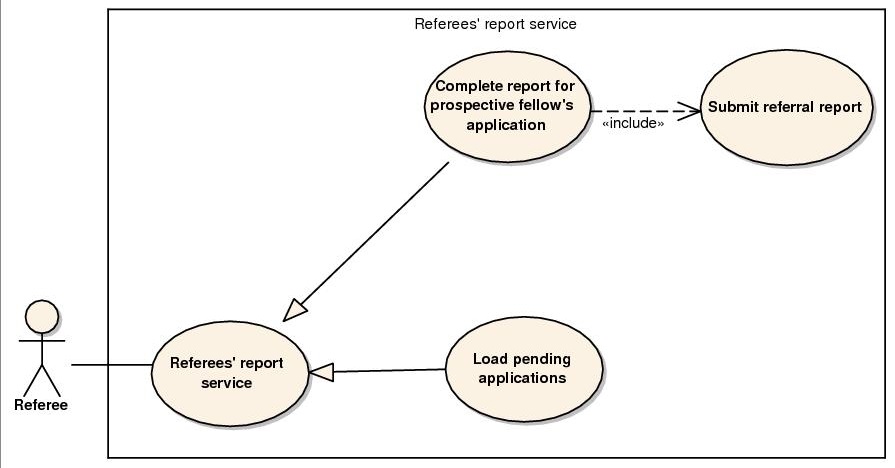 Referees' report service
Complete report for
prospective fellow's
application
«include»
Submit referral report
Referees' report
service
Load pending
applications
Referee